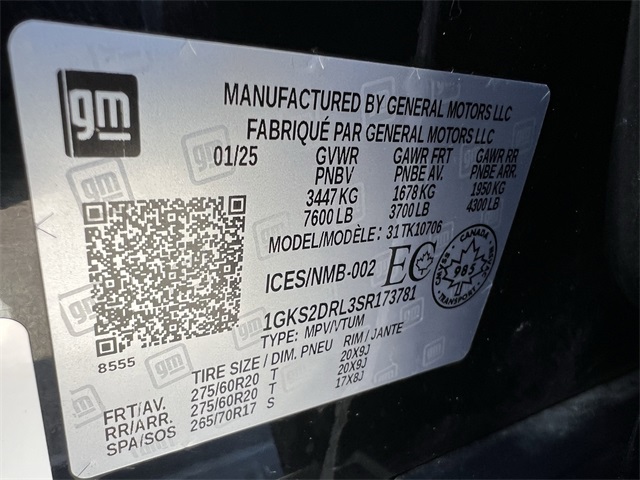 gm
MANUFACTURED BY GENERAL MOTORS LLC
FABRIQUÉ PAR GENERAL MOTORS LLC
01/25 GVWR GAWR FRT GAWR RR
PNBV PNBE AV. PNBE ARR.
3447 KG 1678 KG 1950 KG
7600 LB 3700 LB 4300 LB
MODEL/MODÈLE: 31TK10706
ICES/NMB-002 EC
CANADA
985
TRANSPORT
1GKS2DRL3SR173781
TYPE: MPV/VTUM
8555
TIRE SIZE / DIM. PNEU RIM / JANTE
FRT/AV. 275/60R20 T 20X9J
RR/ARR. 275/60R20 T 20X9J
SPA/SOS 265/70R17 S 17X8J